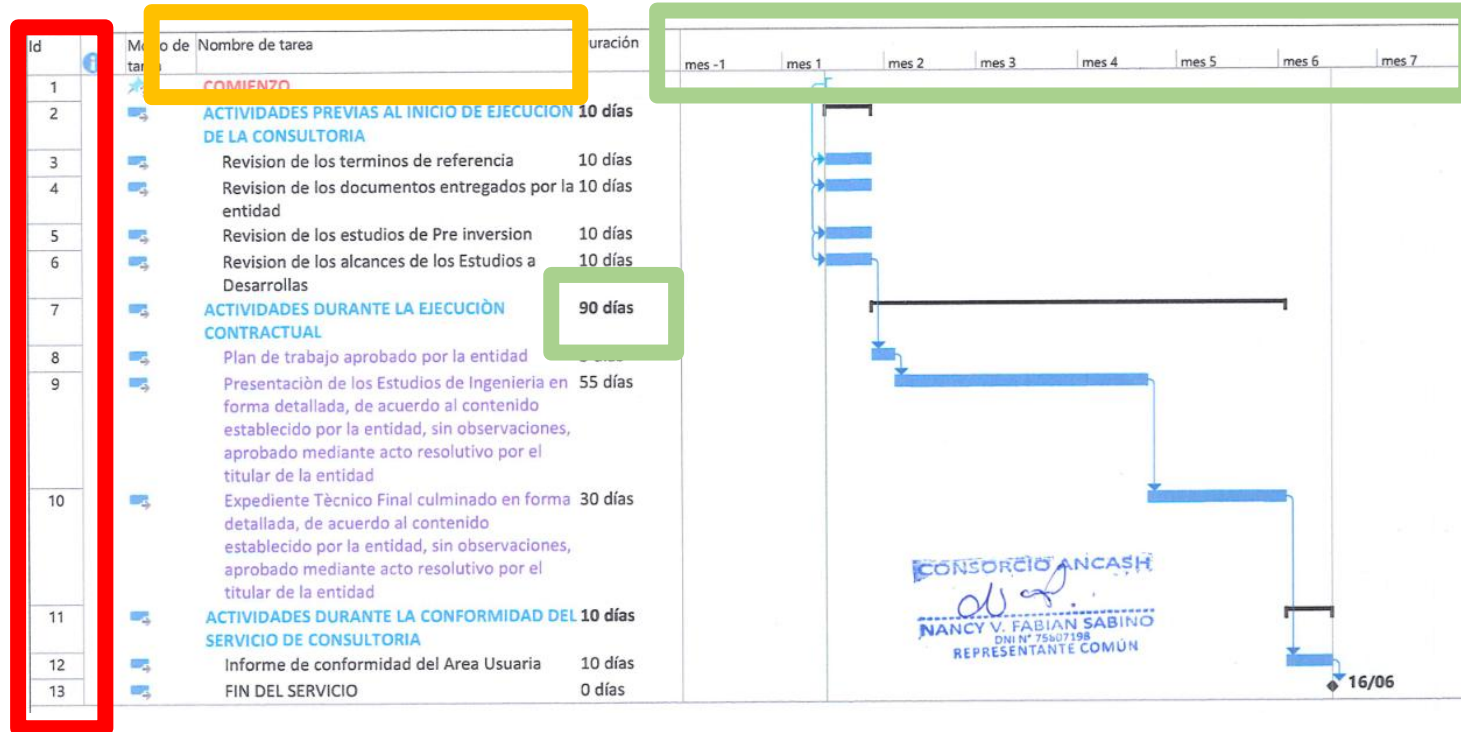 Id
Nombre de tarea
mes -1 mes 1 mes 2 mes 3 mes 4 mes 5 mes 6 mes 7
1 COMIENZO
2 ACTIVIDADES PREVIAS AL INICIO DE EJECUCION 10 días
DE LA CONSULTORIA
3 Revision de los terminos de referencia 10 días
4 Revision de los documentos entregados por la 10 días
entidad
5 Revision de los estudios de Pre inversion 10 días
6 Revision de los alcances de los Estudios a 10 días
Desarrollas
7 ACTIVIDADES DURANTE LA EJECUCIÒN 90 días
CONTRACTUAL
8 Plan de trabajo aprobado por la entidad
9 Presentaciòn de los Estudios de Ingenieria en 55 días
forma detallada, de acuerdo al contenido
establecido por la entidad, sin observaciones,
aprobado mediante acto resolutivo por el
titular de la entidad
10 Expediente Tècnico Final culminado en forma 30 días
detallada, de acuerdo al contenido
establecido por la entidad, sin observaciones,
aprobado mediante acto resolutivo por el
titular de la entidad
11 ACTIVIDADES DURANTE LA CONFORMIDAD DEL 10 días
SERVICIO DE CONSULTORIA
12 Informe de conformidad del Area Usuaria 10 días
13 FIN DEL SERVICIO 0 días
16/06
CONSORCIO ANCASH
NANCY V. FABIAN SABINO
DNI N°
REPRESENTANTE COMÚN